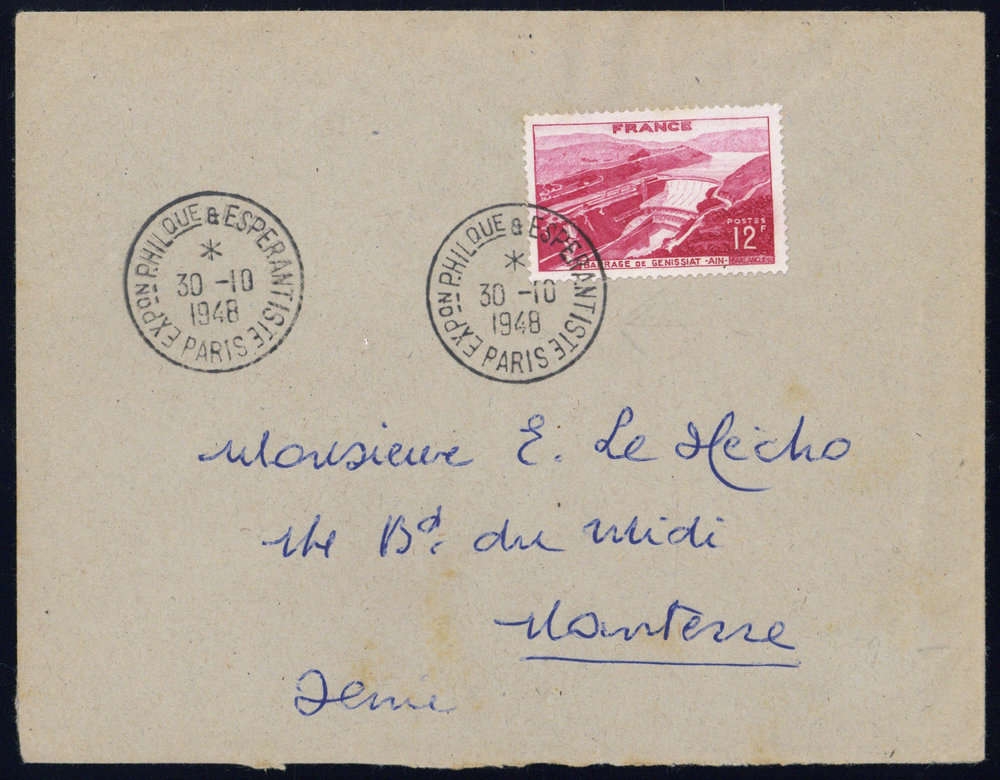 FRANCE
POSTES
12F
BARRAGE DE GENISSIAT -AIN-
EXPON PHILQUE & ESPERANTISTE
*
30 -10
1948
PARIS
EXPON PHILQUE & ESPERANTISTE
*
30 -10
1948
PARIS
Monsieur E. Le Hécho
Bd. du Midi
Nanterre
Seine